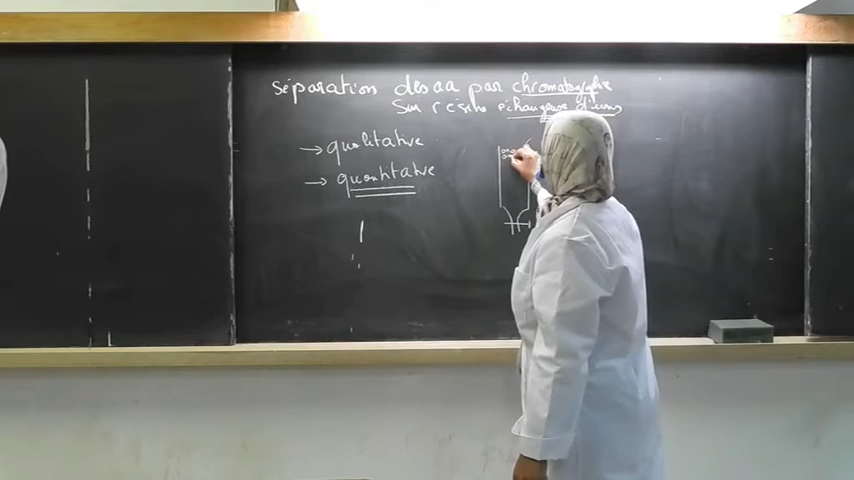 Séparation des aa par chromatographie
Sur résine échangeuse d'ions
→ qualitative
→ quantitative